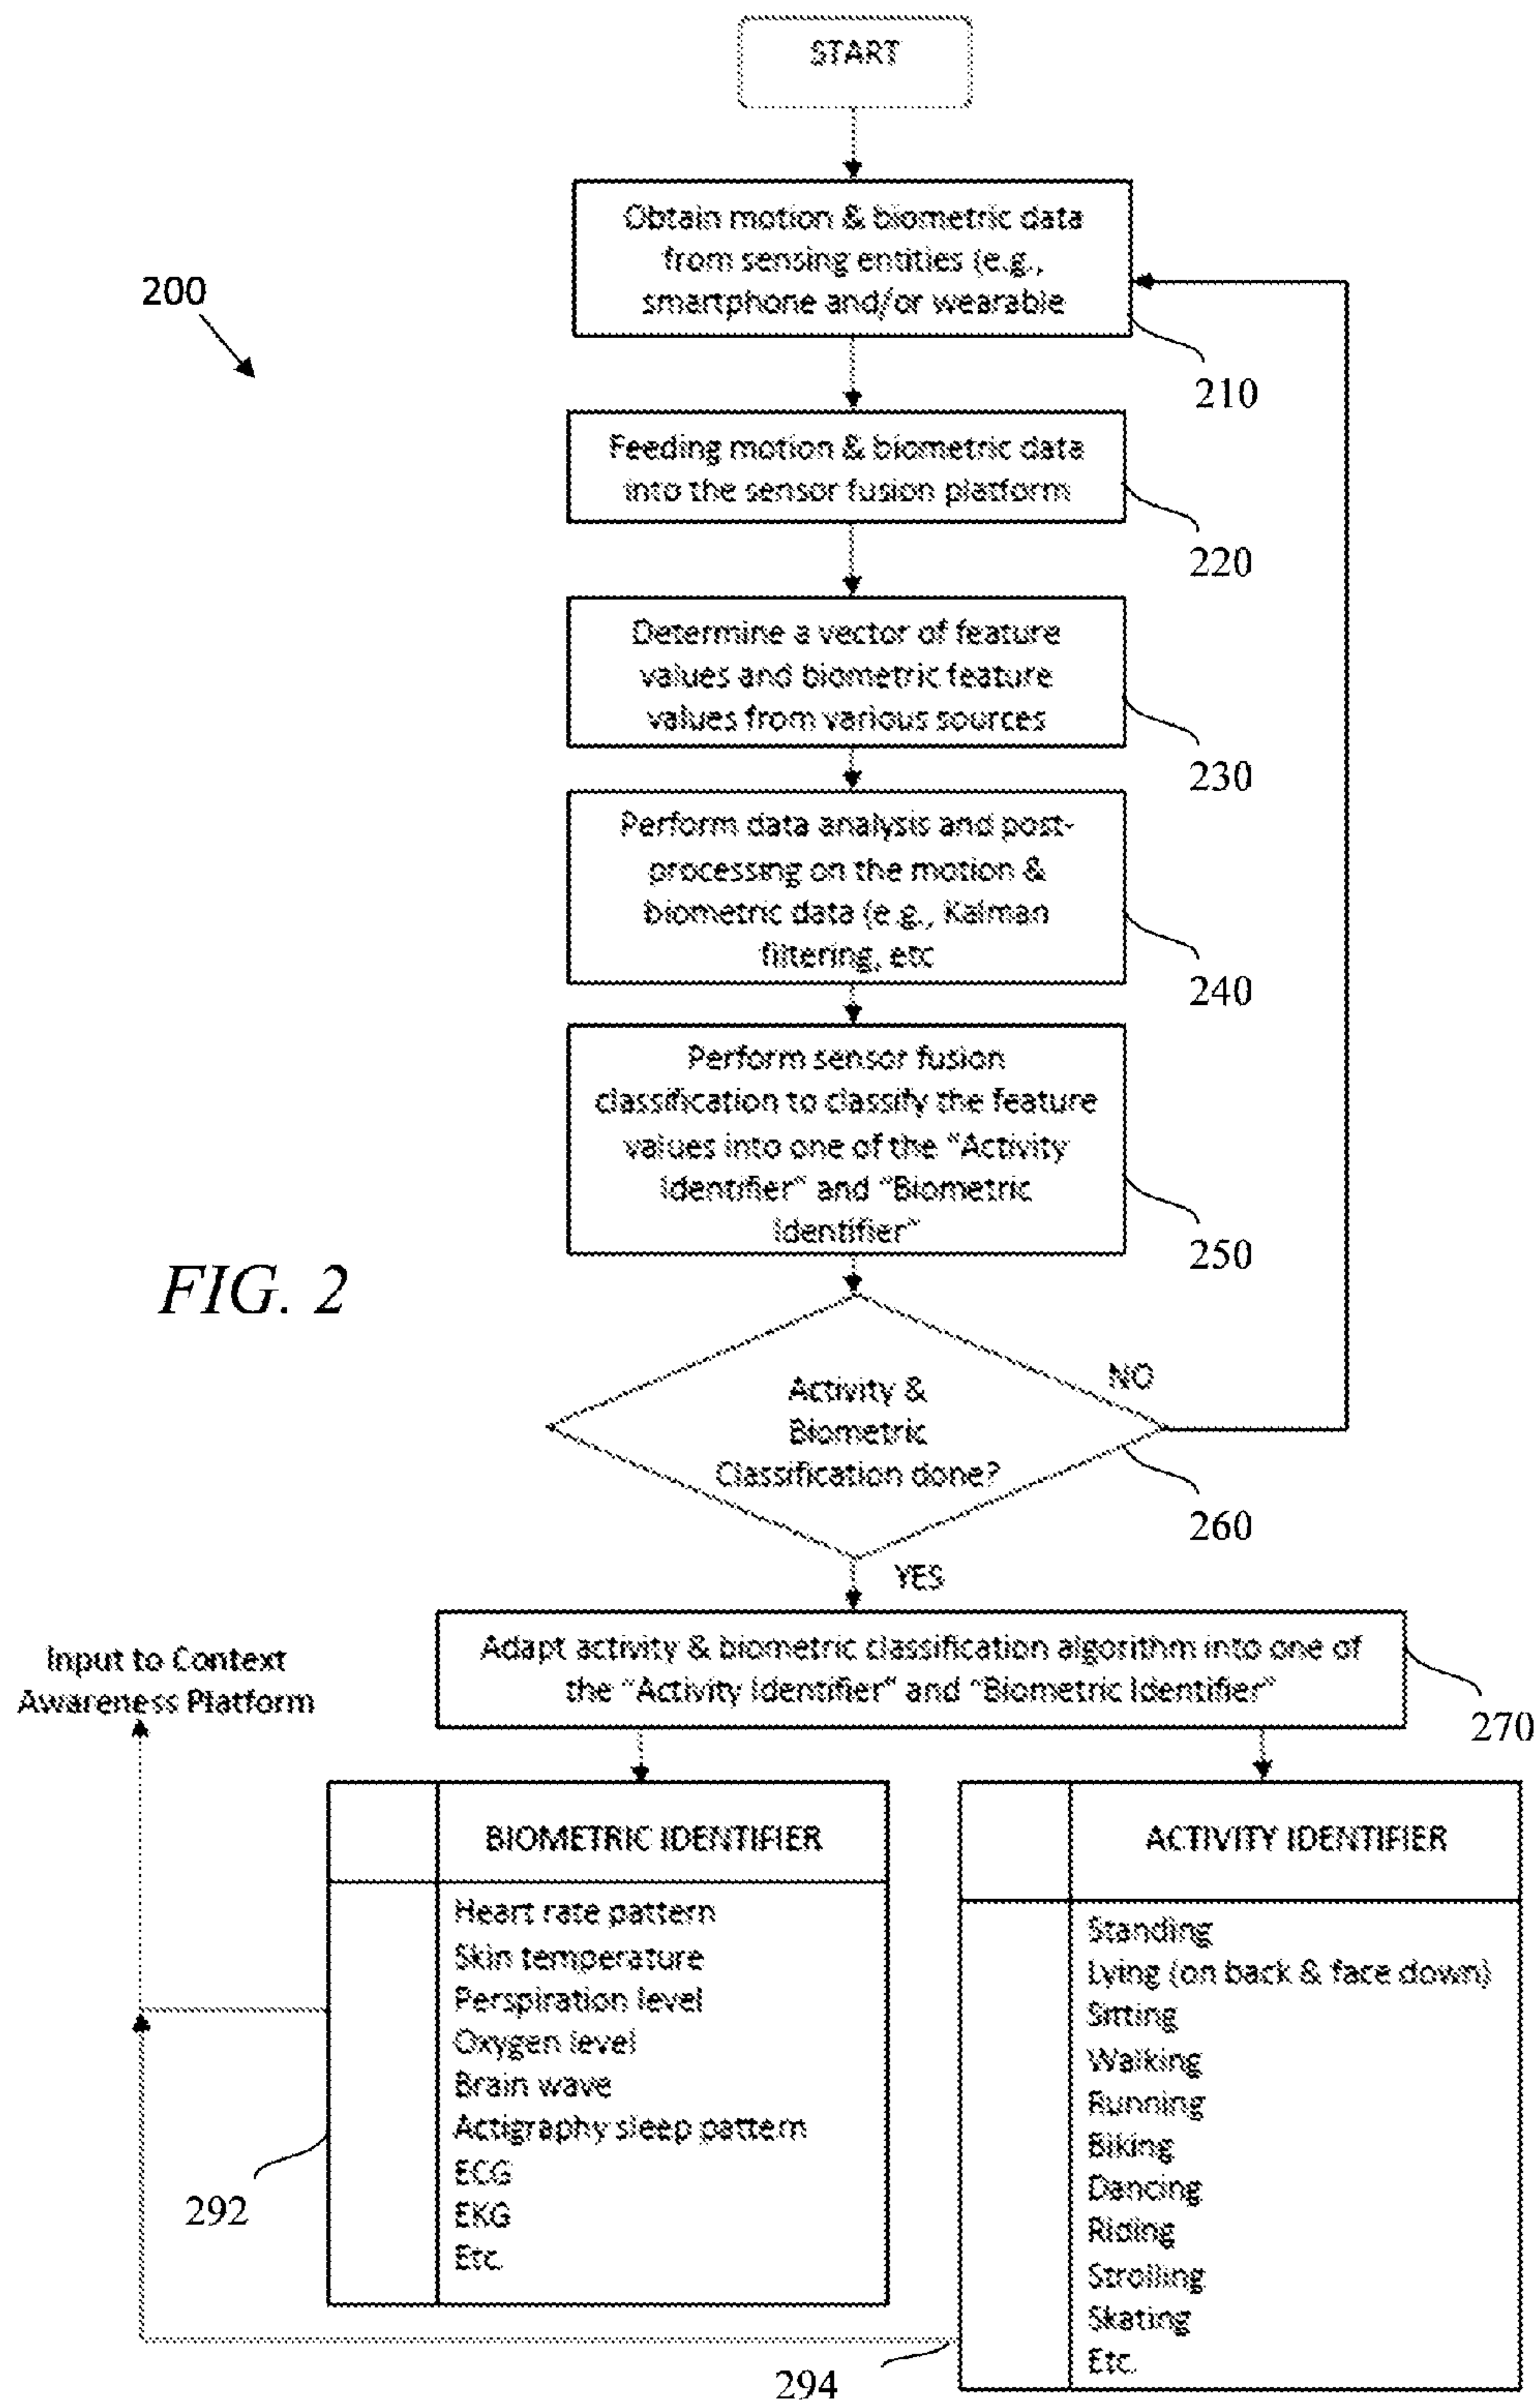 START
Obtain motion & biometric data
from sensing entities (e.g.,
smartphone and/or wearable
200
210
Feeding motion & biometric data
into the sensor fusion platform
220
Determine a vector of feature
values and biometric feature
values from various sources
230
Perform data analysis and post-
processing on the motion &
biometric data (e.g., Kalman
filtering, etc
240
Perform sensor fusion
classification to classify the feature
values into one of the "Activity
Identifier" and "Biometric
Identifier"
250
FIG. 2
NO
Activity &
Biometric
Classification done?
260
YES
Adapt activity & biometric classification algorithm into one of
the "Activity Identifier" and "Biometric Identifier"
270
Input to Context
Awareness Platform
BIOMETRIC IDENTIFIER
Heart rate pattern
Skin temperature
Perspiration level
Oxygen level
Brain wave
Actigraphy sleep pattern
ECG
EKG
Etc.
292
ACTIVITY IDENTIFIER
Standing
Lying (on back & face down)
Sitting
Walking
Running
Biking
Dancing
Riding
Strolling
Skating
Etc.
294